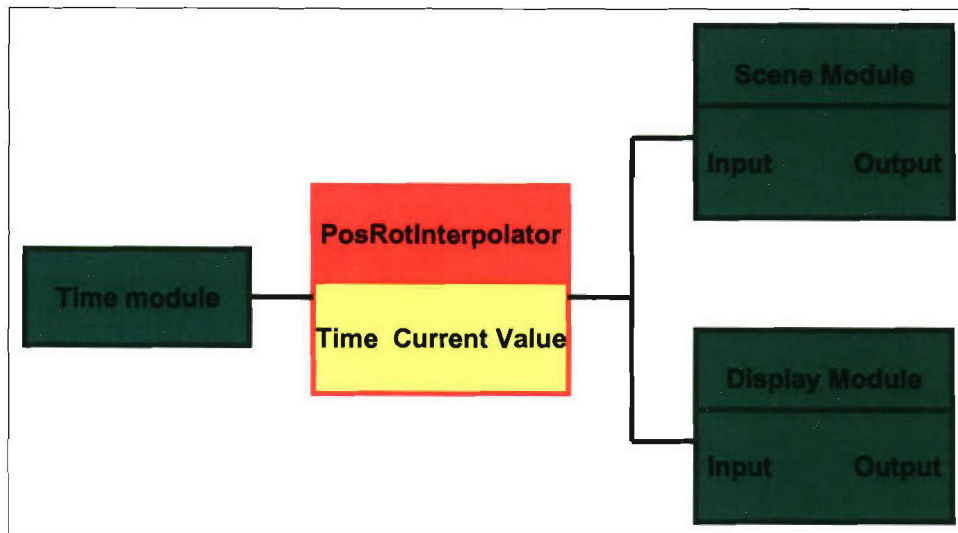 Scene Module
Input Output
PosRotInterpolator
Time module
Time Current Value
Display Module
Input Output